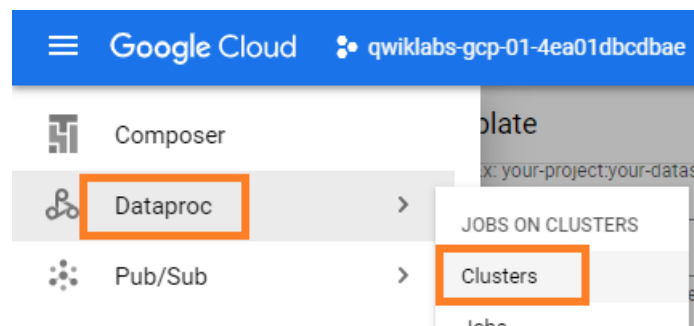 Google Cloud qwiklabs-gcp-01-4ea01dbcdbae
Composer
plate
x: your-project:your-datas
Dataproc
JOBS ON CLUSTERS
Pub/Sub
Clusters
Jobs